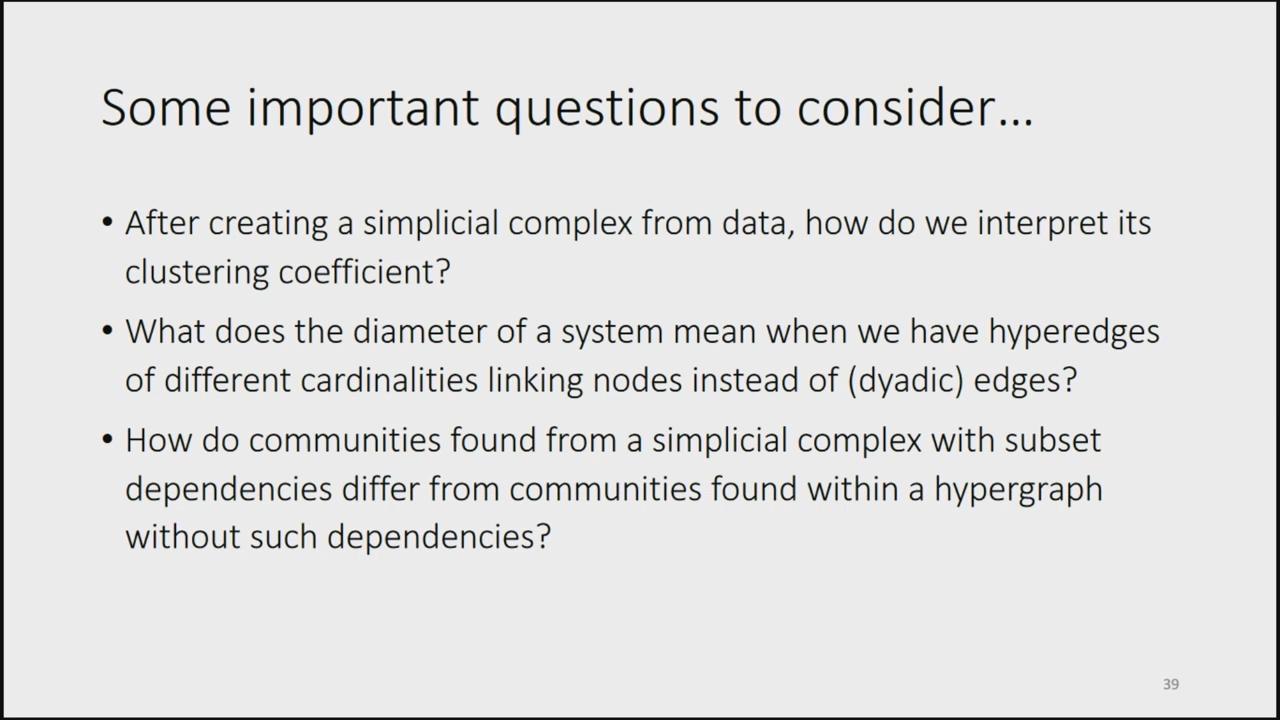 Some important questions to consider...
• After creating a simplicial complex from data, how do we interpret its
clustering coefficient?
• What does the diameter of a system mean when we have hyperedges
of different cardinalities linking nodes instead of (dyadic) edges?
• How do communities found from a simplicial complex with subset
dependencies differ from communities found within a hypergraph
without such dependencies?
39